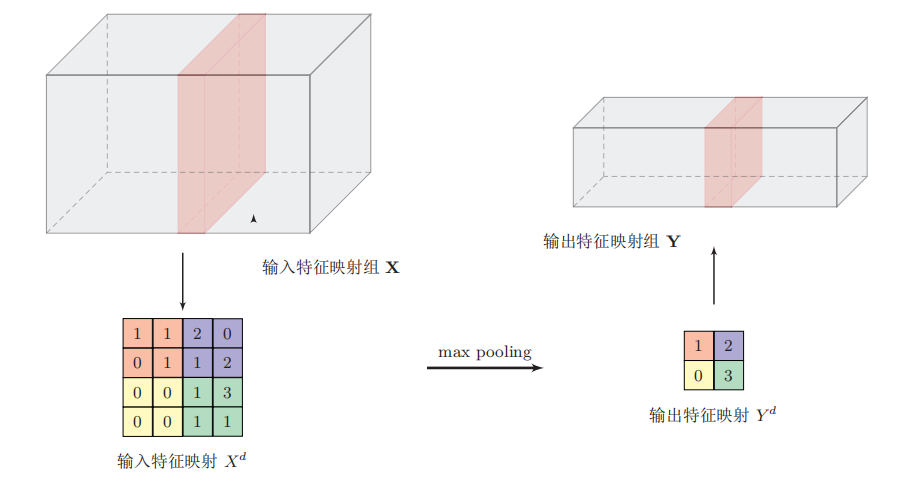 输出特征映射组 Y
输入特征映射组 X
1 1 2 0
0 1 1 2
0 0 1 3
0 0 1 1
max pooling
1 2
0 3
输出特征映射 Y^d
输入特征映射 X^d